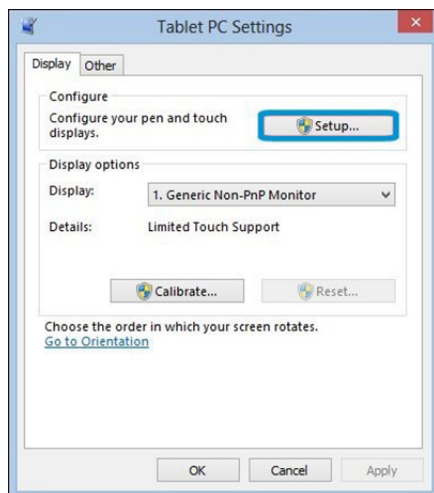 Tablet PC Settings
Display Other
Configure
Configure your pen and touch
displays.
Setup...
Display options
Display: 1. Generic Non-PnP Monitor
Details: Limited Touch Support
Calibrate... Reset...
Choose the order in which your screen rotates.
Go to Orientation
OK Cancel Apply